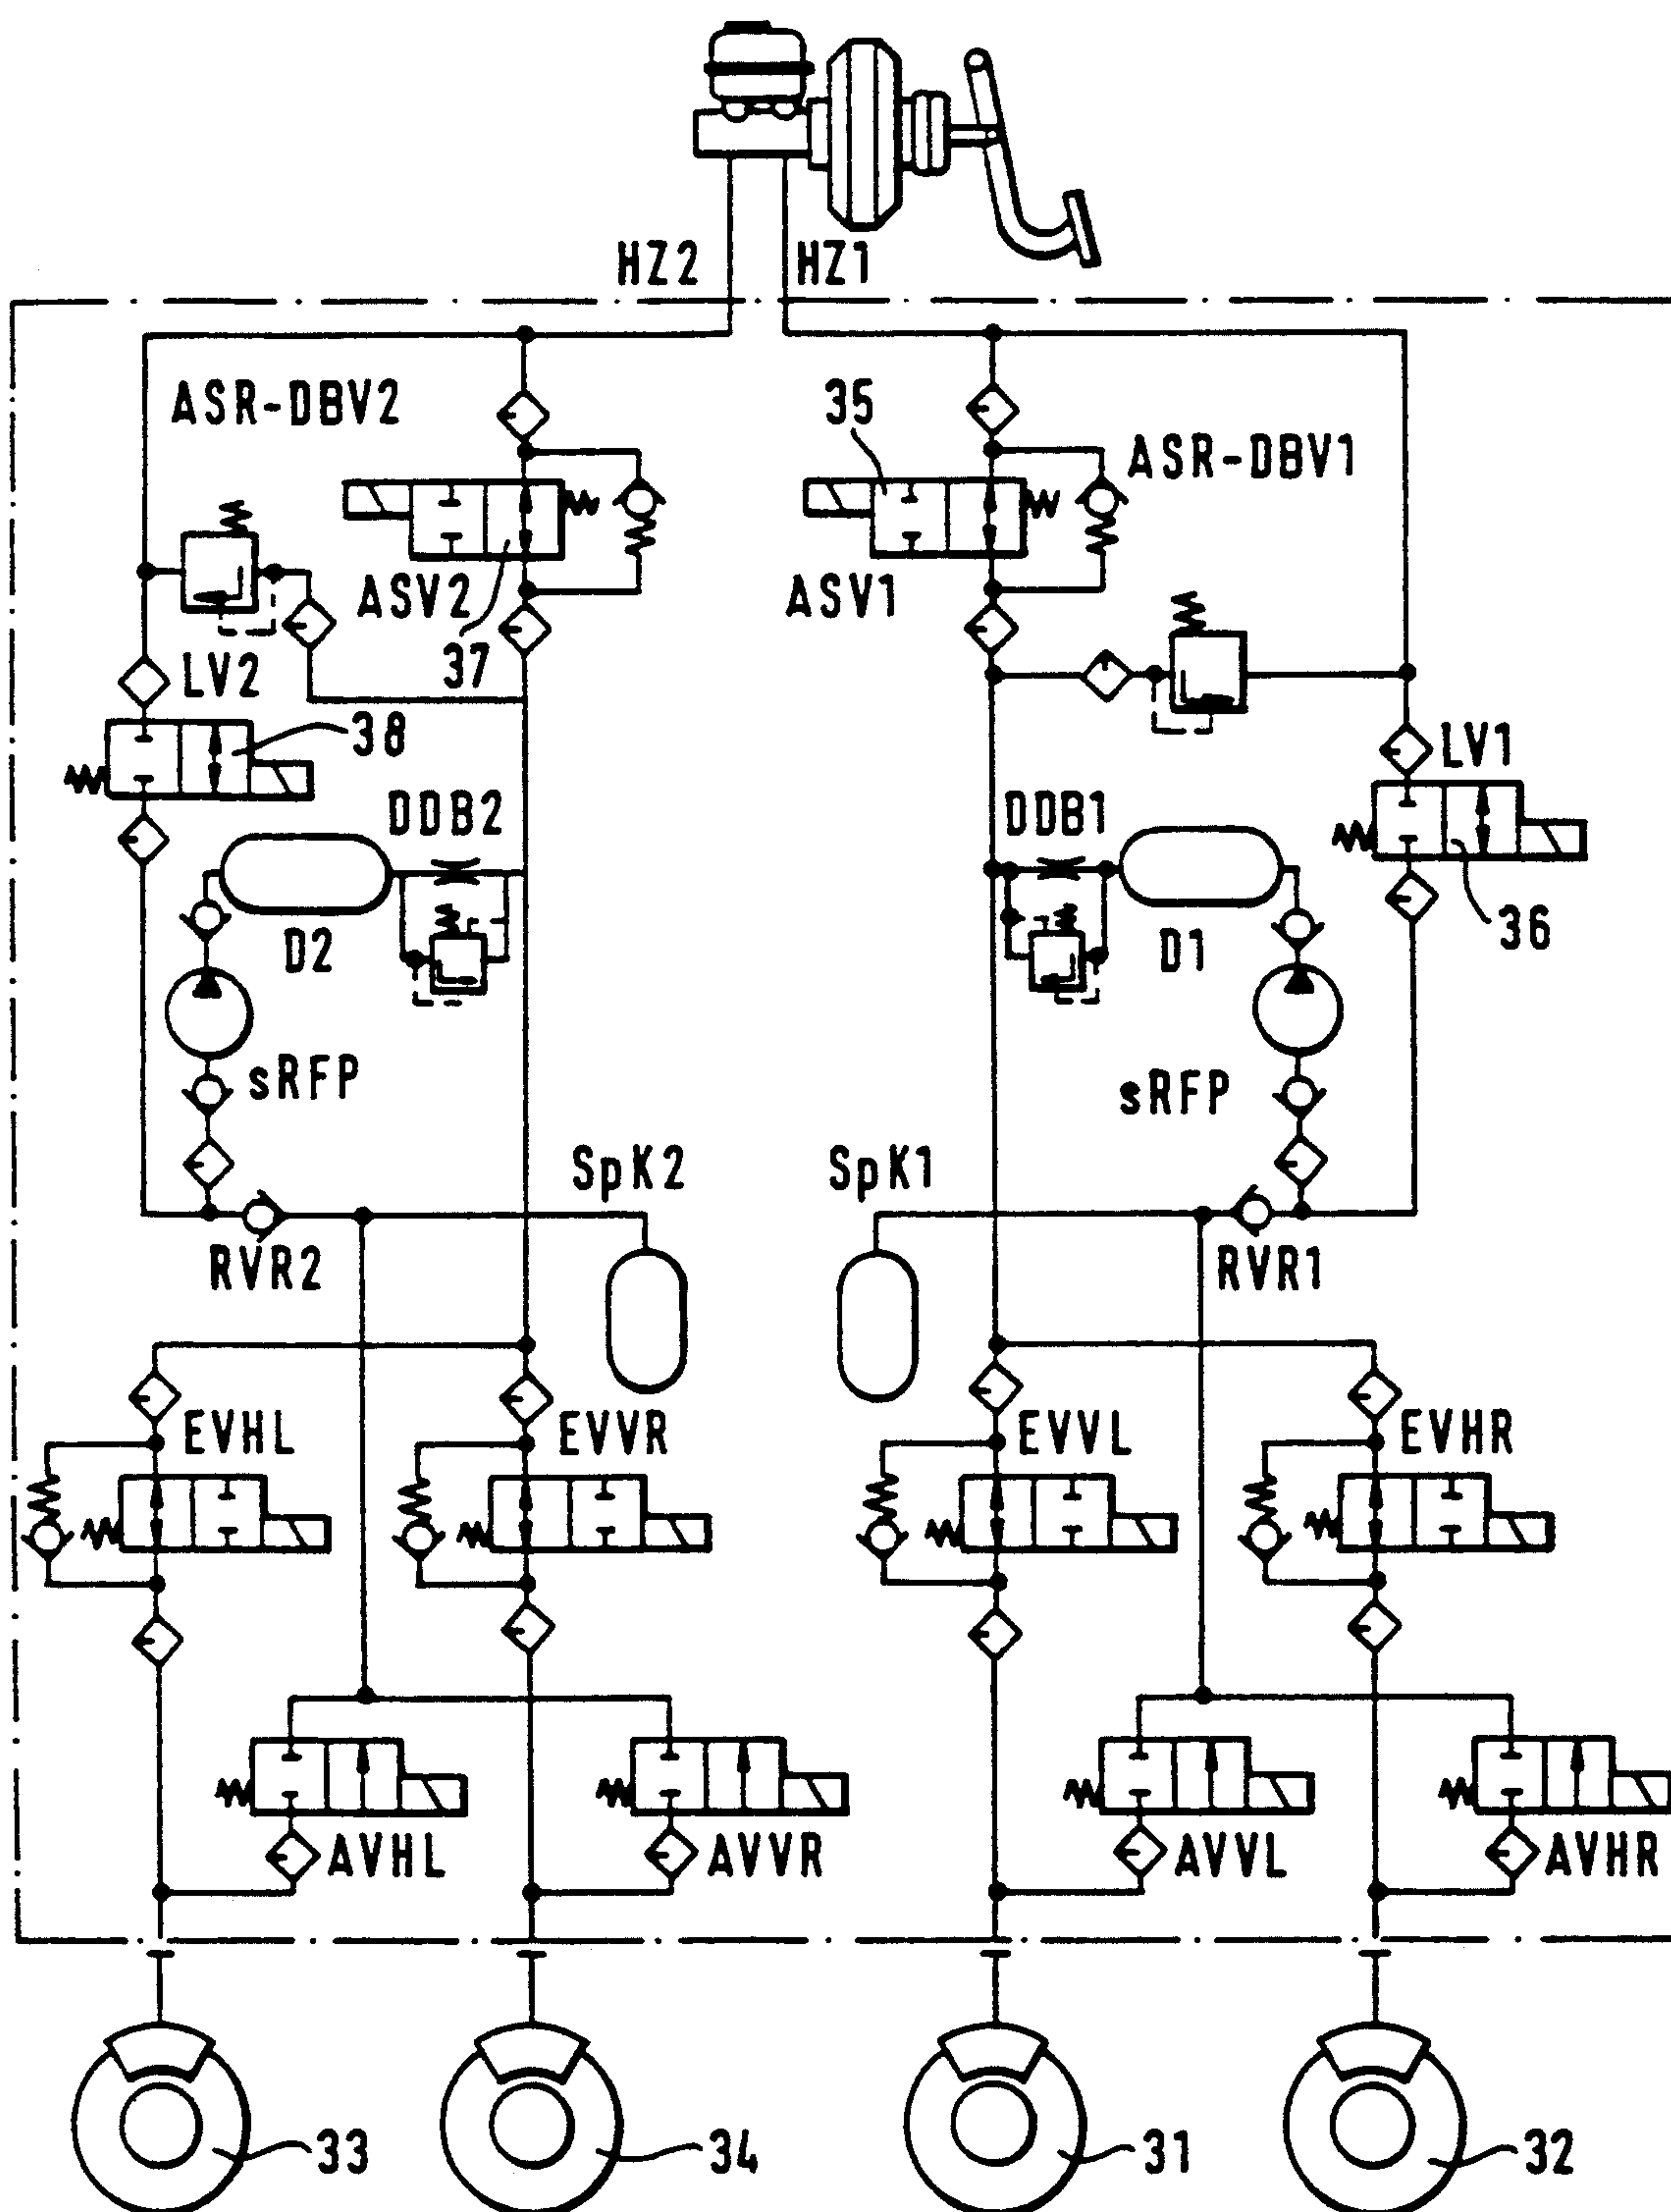 HZ2 HZ1
ASR-DBV2 35 ASR-DBV1
ASV2 ASV1
LV2 37
38 LV1
DDB2 DDB1
D2 D1 36
sRFP sRFP
SpK2 SpK1
RVR2 RVR1
EVHL EVVR EVVL EVHR
AVHL AVVR AVVL AVHR
33 34 31 32